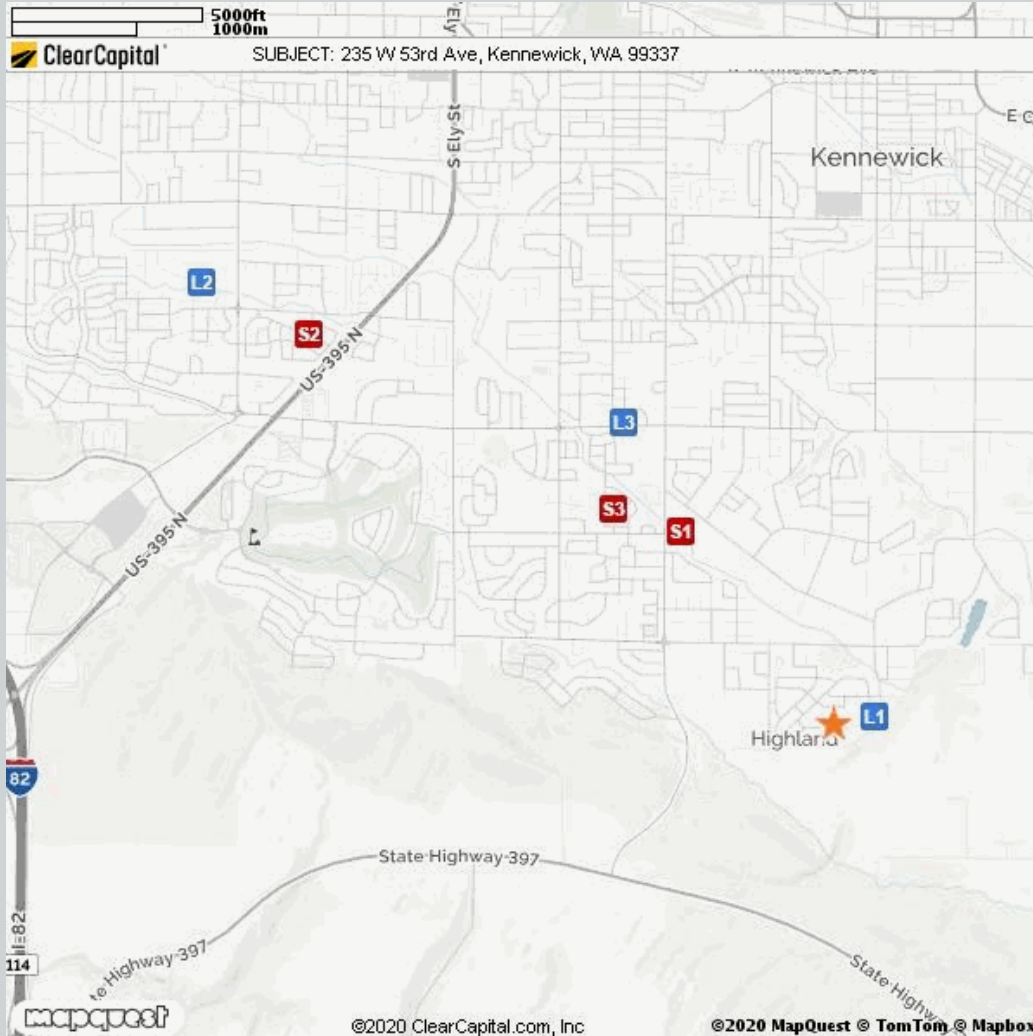 5000ft
1000m
ClearCapital
SUBJECT: 235 W 53rd Ave, Kennewick, WA 99337
S Ely St
E C
Kennewick
L2
S2
US-395 N
L3
S3
S1
US-395 N
L1
Highland
82
State Highway 397
I-82
114
te Highway 397
State Highway
mapquest
©2020 ClearCapital.com, Inc
©2020 MapQuest © TomTom © Mapbox